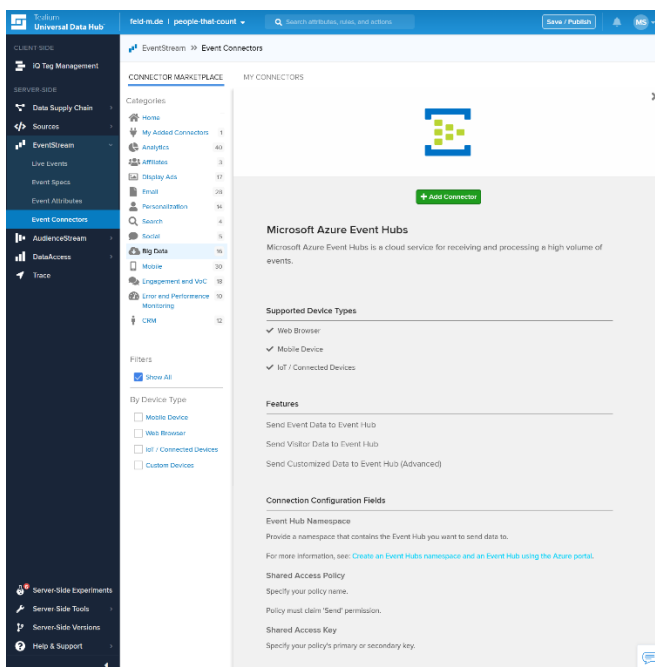 Tealium
Universal Data Hub
feld-m.de | people-that-count
Search attributes, rules, and actions
Save / Publish
MS
CLIENT-SIDE
iQ Tag Management
SERVER-SIDE
Data Supply Chain
Sources
EventStream
Live Events
Event Specs
Event Attributes
Event Connectors
AudienceStream
DataAccess
Trace
Server-Side Experiments
Server-Side Tools
Server-Side Versions
Help & Support
EventStream >> Event Connectors
CONNECTOR MARKETPLACE
MY CONNECTORS
Categories
Home
My Added Connectors 1
Analytics 40
Affiliates 3
Display Ads 17
Email 28
Personalization 14
Search 4
Social 5
Big Data 16
Mobile 39
Engagement and VoC 18
Error and Performance 10
Monitoring
CRM 12
Filters
Show All
By Device Type
Mobile Device
Web Browser
IoT / Connected Devices
Custom Devices
+ Add Connector
Microsoft Azure Event Hubs
Microsoft Azure Event Hubs is a cloud service for receiving and processing a high volume of
events.
Supported Device Types
Web Browser
Mobile Device
IoT / Connected Devices
Features
Send Event Data to Event Hub
Send Visitor Data to Event Hub
Send Customized Data to Event Hub (Advanced)
Connection Configuration Fields
Event Hub Namespace
Provide a namespace that contains the Event Hub you want to send data to.
For more information, see: Create an Event Hubs namespace and an Event Hub using the Azure portal.
Shared Access Policy
Specify your policy name.
Policy must claim 'Send' permission.
Shared Access Key
Specify your policy's primary or secondary key.